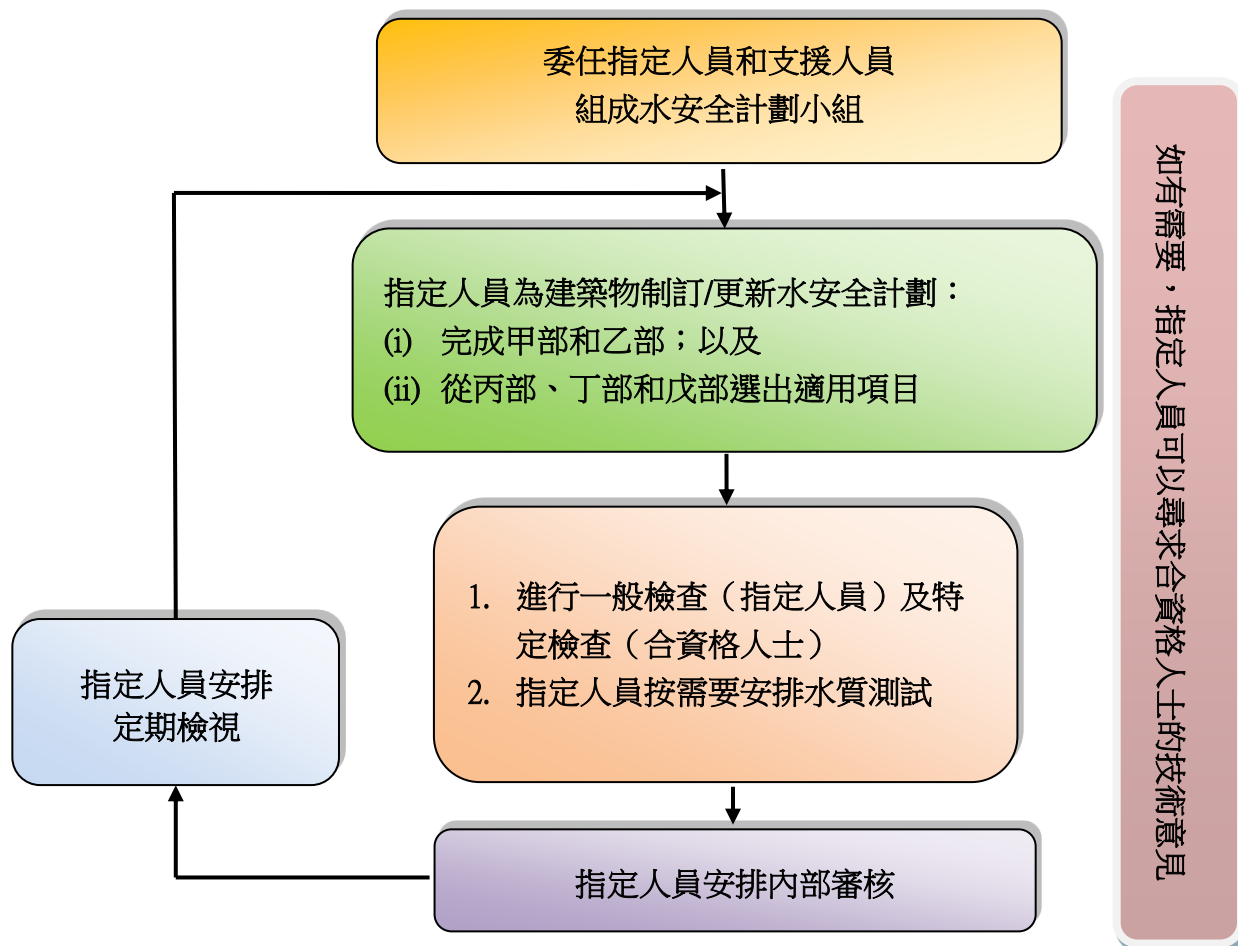 委任指定人員和支援人員
組成水安全計劃小組
指定人員為建築物制訂/更新水安全計劃：
(i) 完成甲部和乙部；以及
(ii) 從丙部、丁部和戊部選出適用項目
1. 進行一般檢查（指定人員）及特
定檢查（合資格人士）
2. 指定人員按需要安排水質測試
指定人員安排內部審核
指定人員安排
定期檢視
如有需要，指定人員可以尋求合資格人士的技術意見